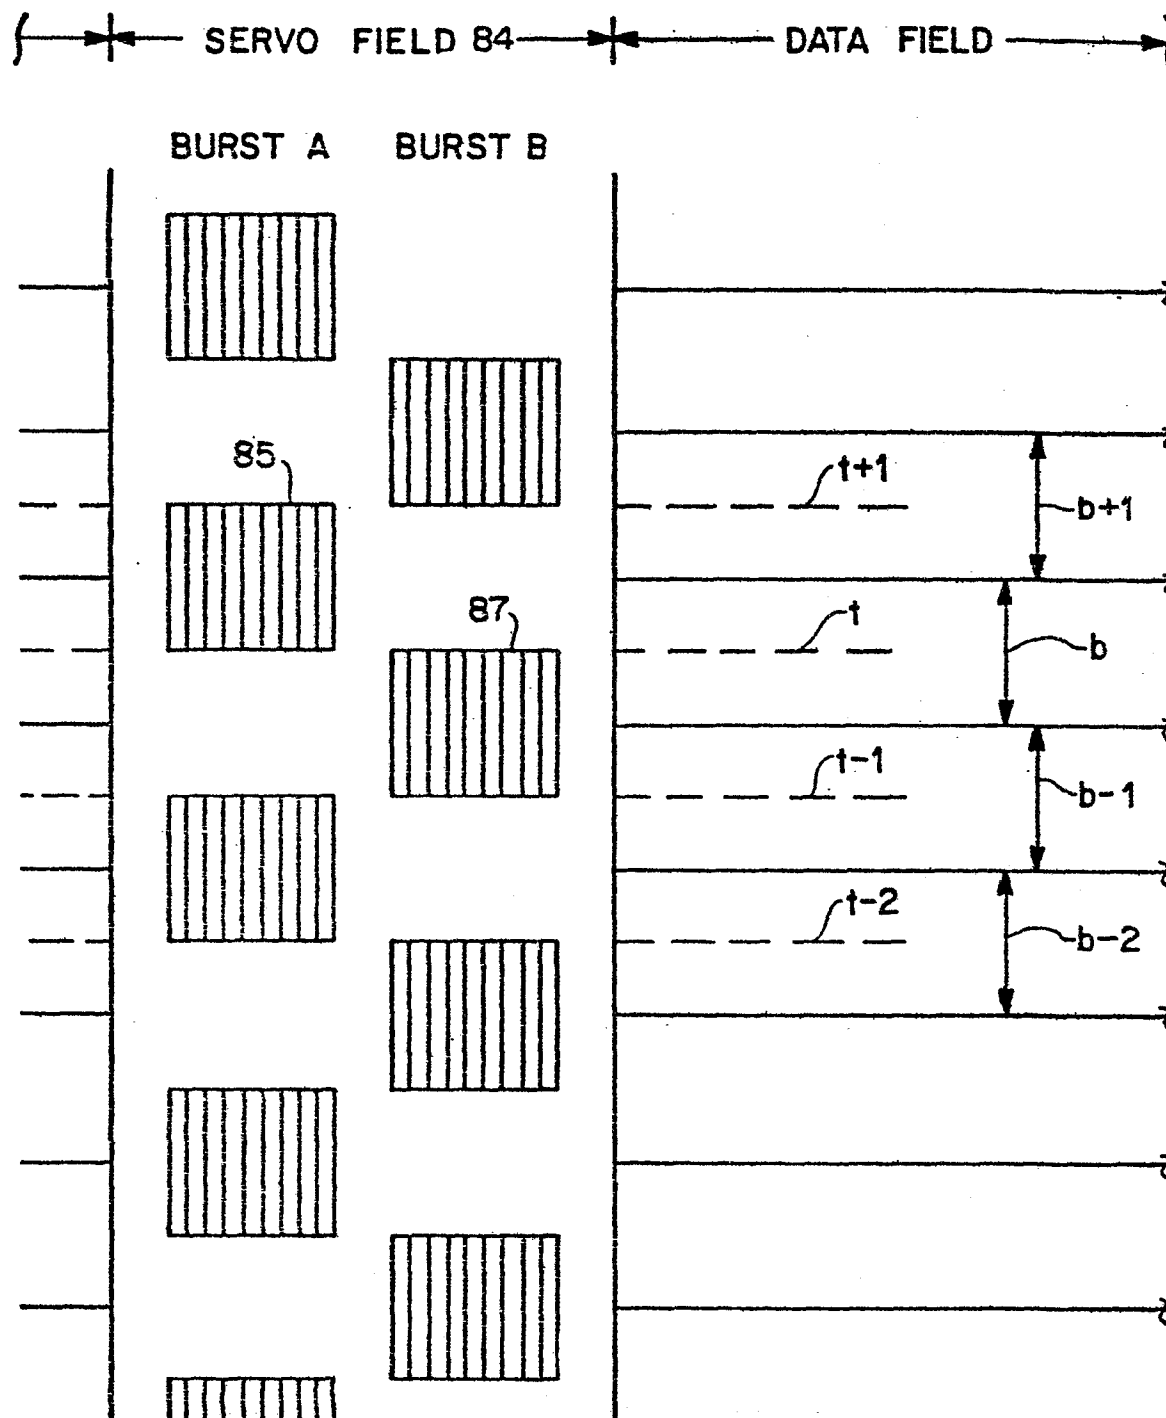 SERVO FIELD 84 DATA FIELD
BURST A BURST B
85
t+1
b+1
87
t
b
t-1
b-1
t-2
b-2